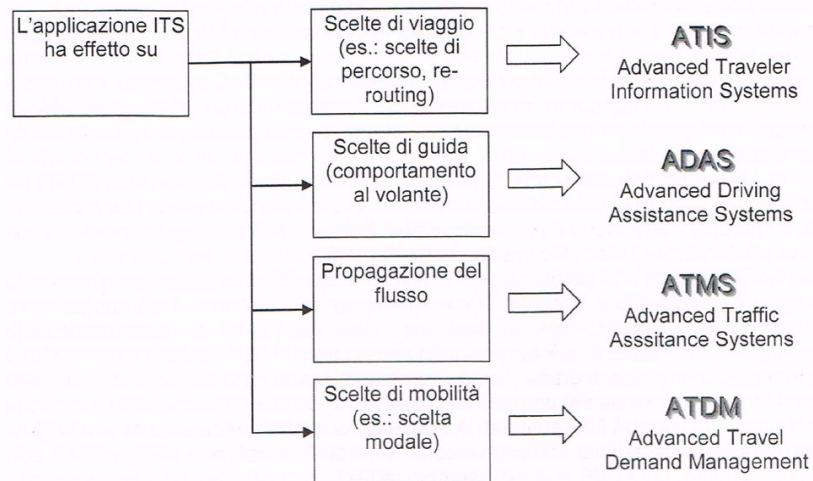 L'applicazione ITS
ha effetto su
Scelte di viaggio
(es.: scelte di
percorso, re-
routing)
ATIS
Advanced Traveler
Information Systems
Scelte di guida
(comportamento
al volante)
ADAS
Advanced Driving
Assistance Systems
Propagazione del
flusso
ATMS
Advanced Traffic
Asssitance Systems
Scelte di mobilità
(es.: scelta
modale)
ATDM
Advanced Travel
Demand Management